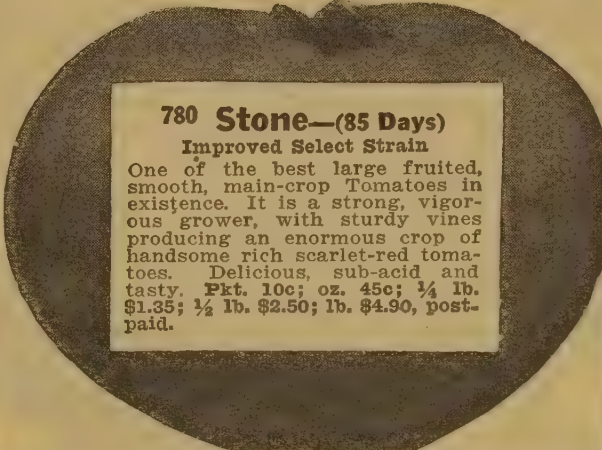 780 Stone—(85 Days)
Improved Select Strain
One of the best large fruited,
smooth, main-crop Tomatoes in
existence. It is a strong, vigor-
ous grower, with sturdy vines
producing an enormous crop of
handsome rich scarlet-red toma-
toes. Delicious, sub-acid and
tasty. Pkt. 10c; oz. 45c; ¼ lb.
$1.35; ½ lb. $2.50; lb. $4.90, post-
paid.